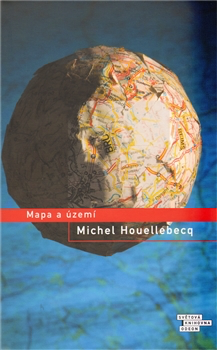 Mapa a území
Michel Houellebecq
SVĚTOVÁ
KNIHOVNA
ODEON